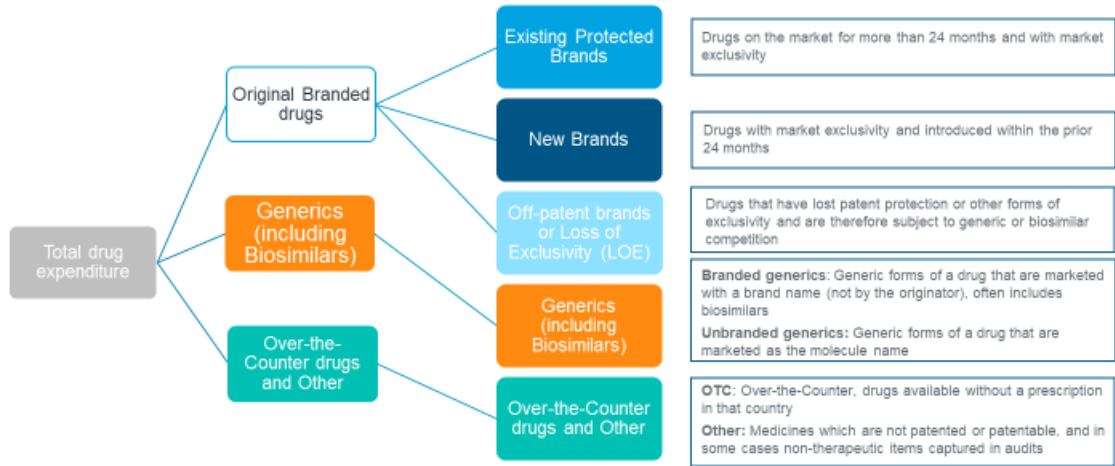 Total drug
expenditure
Original Branded
drugs
Generics
(including
Biosimilars)
Over-the-
Counter drugs
and Other
Existing Protected
Brands
Drugs on the market for more than 24 months and with market
exclusivity
New Brands
Drugs with market exclusivity and introduced within the prior
24 months
Off-patent brands
or Loss of
Exclusivity (LOE)
Drugs that have lost patent protection or other forms of
exclusivity and are therefore subject to generic or biosimilar
competition
Generics
(including
Biosimilars)
Branded generics: Generic forms of a drug that are marketed
with a brand name (not by the originator), often includes
biosimilars
Unbranded generics: Generic forms of a drug that are
marketed as the molecule name
Over-the-Counter
drugs and Other
OTC: Over-the-Counter, drugs available without a prescription
in that country
Other: Medicines which are not patented or patentable, and in
some cases non-therapeutic items captured in audits